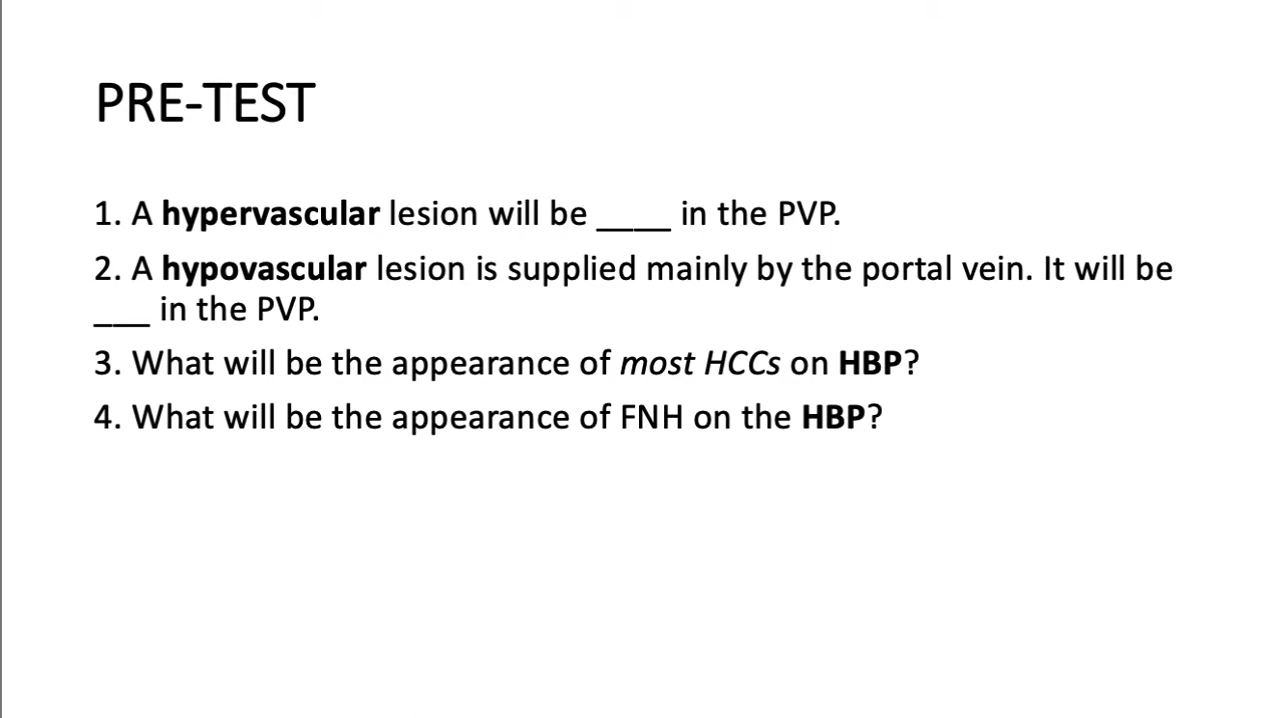 PRE-TEST
1. A hypervascular lesion will be ____ in the PVP.
2. A hypovascular lesion is supplied mainly by the portal vein. It will be
___ in the PVP.
3. What will be the appearance of most HCCs on HBP?
4. What will be the appearance of FNH on the HBP?